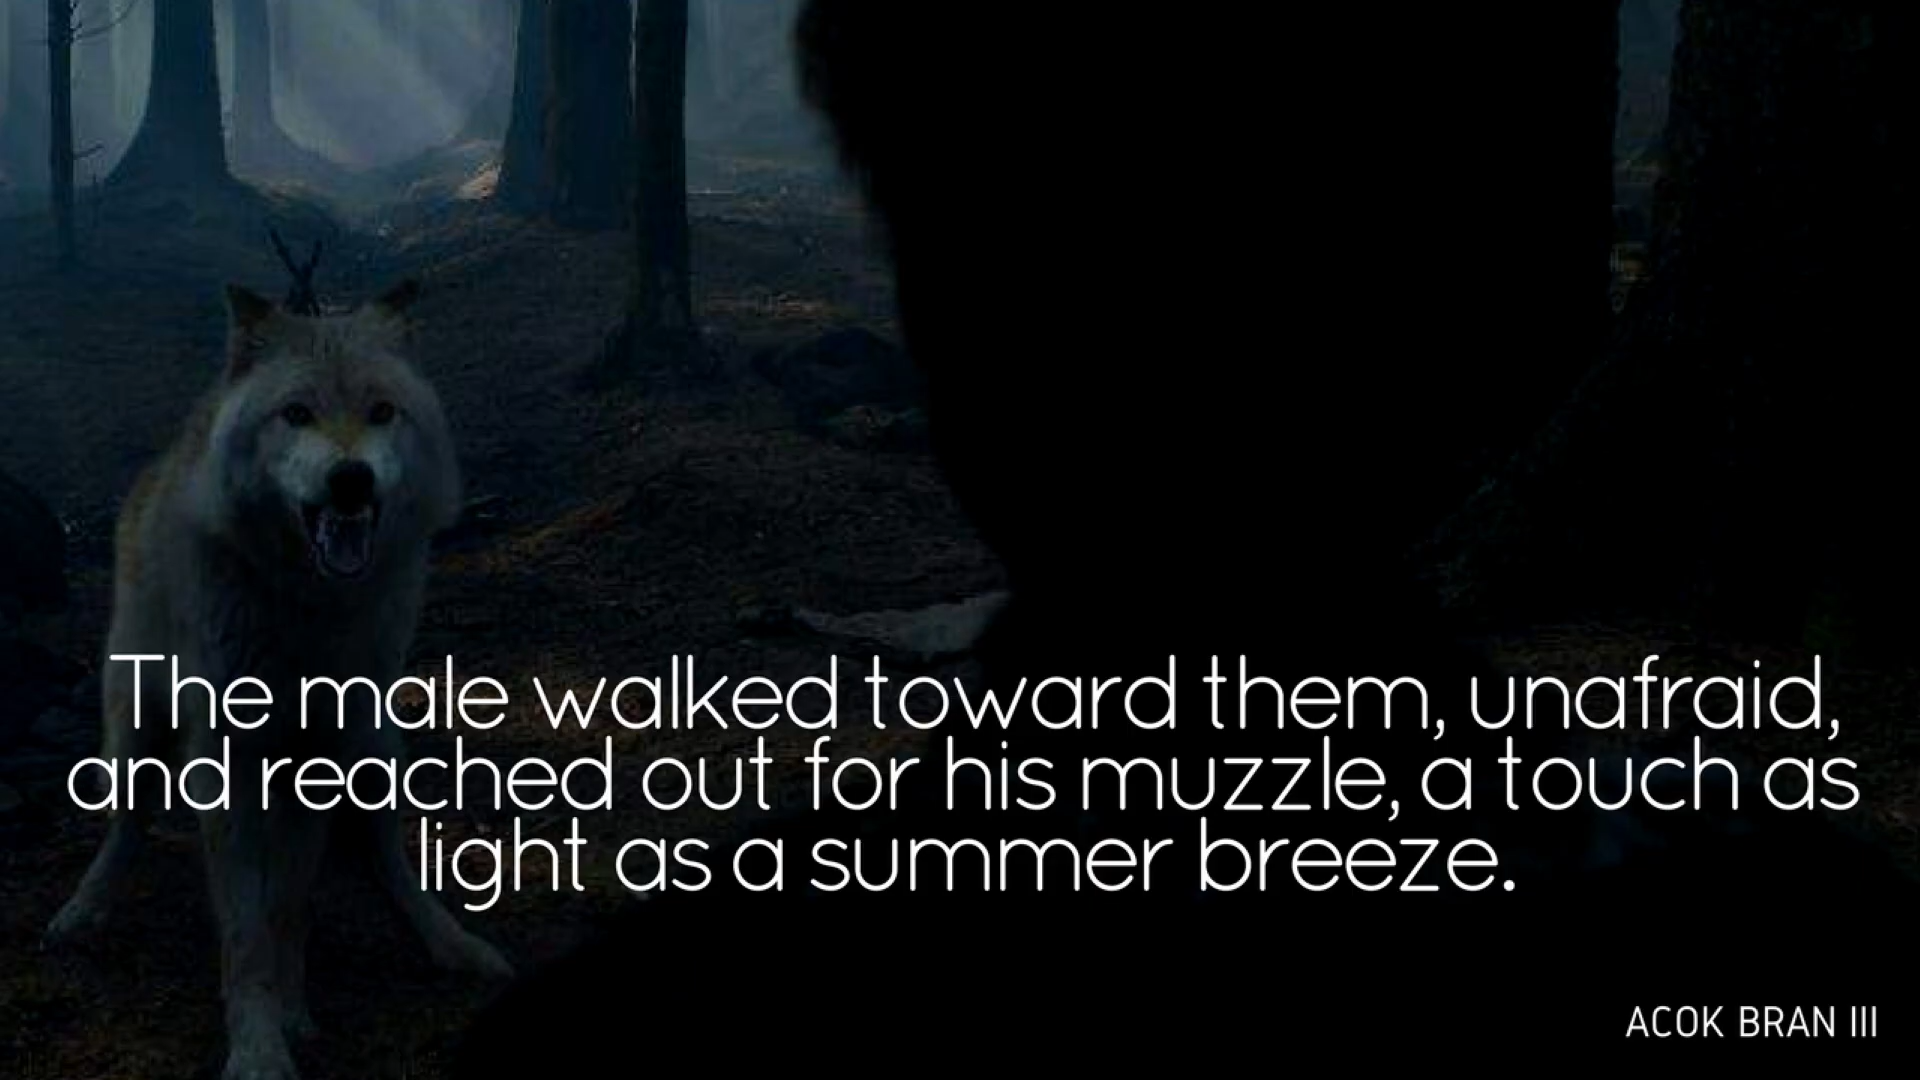 The male walked toward them, unafraid,
and reached out for his muzzle, a touch as
light as a summer breeze.
ACOK BRAN III